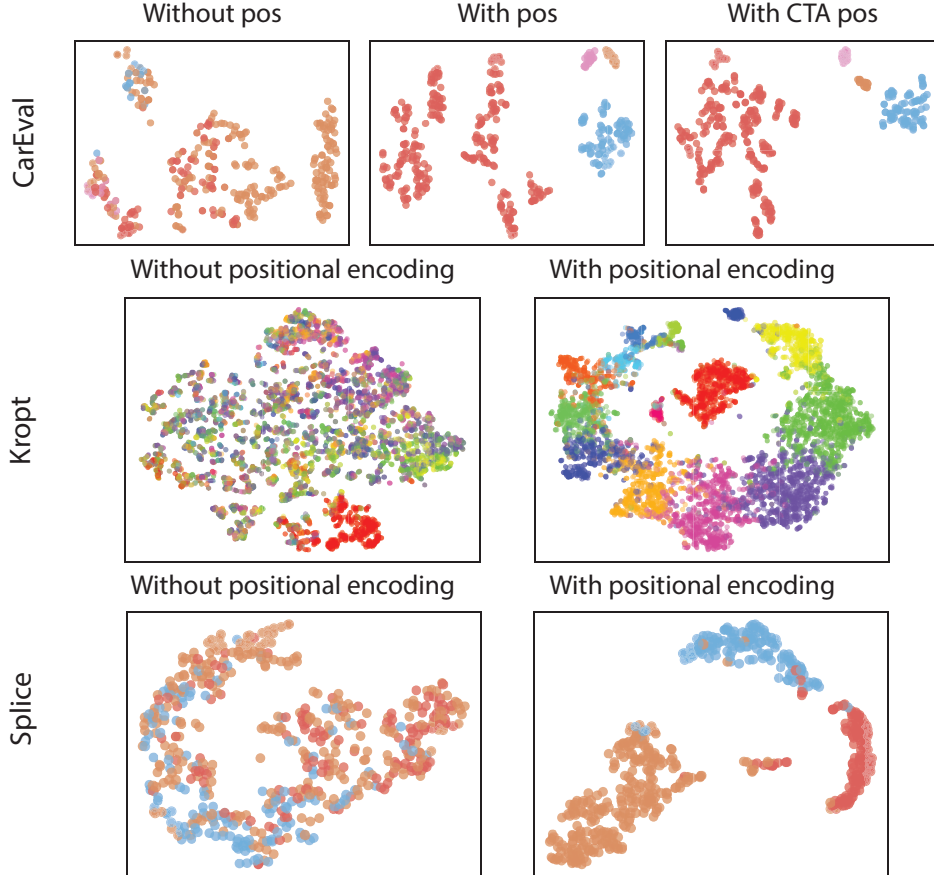 Without pos
With pos
With CTA pos
CarEval
Without positional encoding
With positional encoding
Kropt
Without positional encoding
With positional encoding
Splice